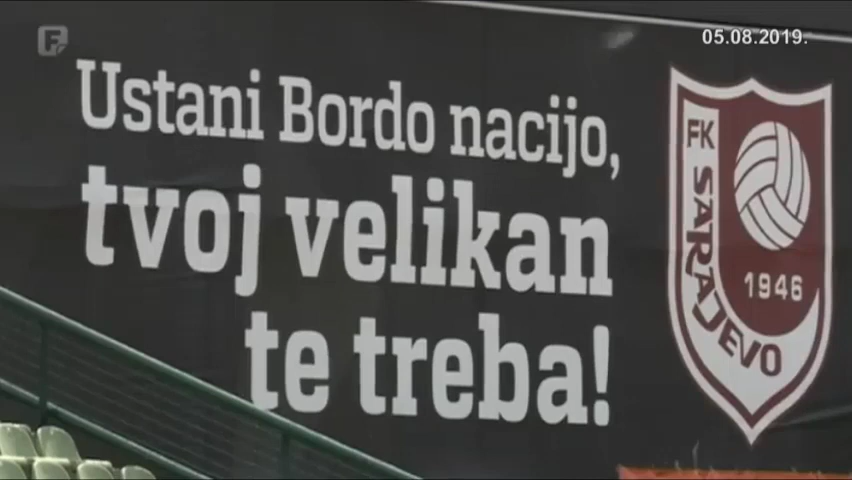 05.08.2019.
Ustani Bordo nacijo,
tvoj velikan
te treba!
FK
SARAJEVO
1946
F